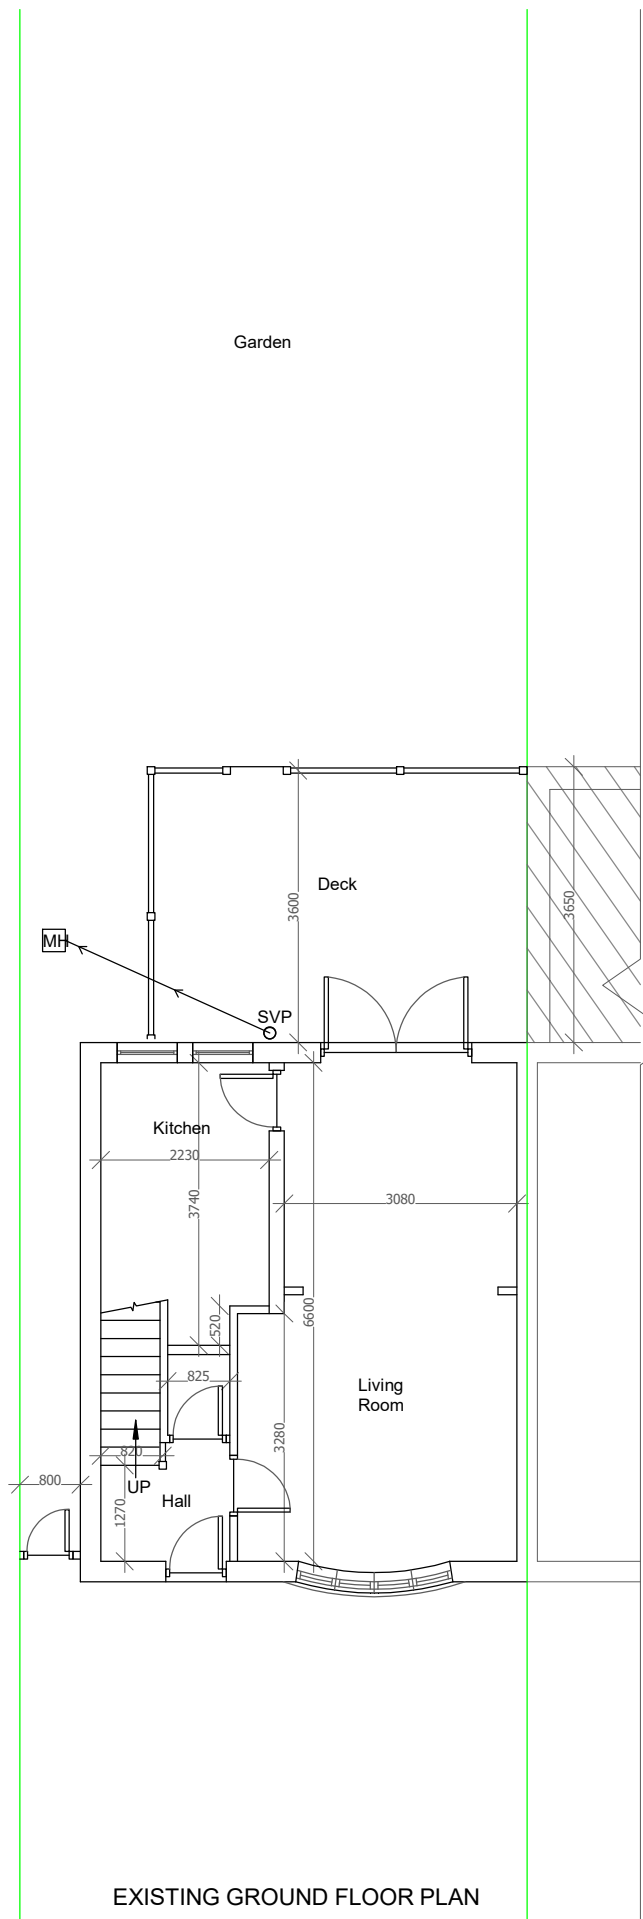 Garden
Deck
3600
3650
MH
SVP
Kitchen
2230
3740
3080
520
6600
825
Living
Room
3280
820
800
UP
Hall
1270
EXISTING GROUND FLOOR PLAN